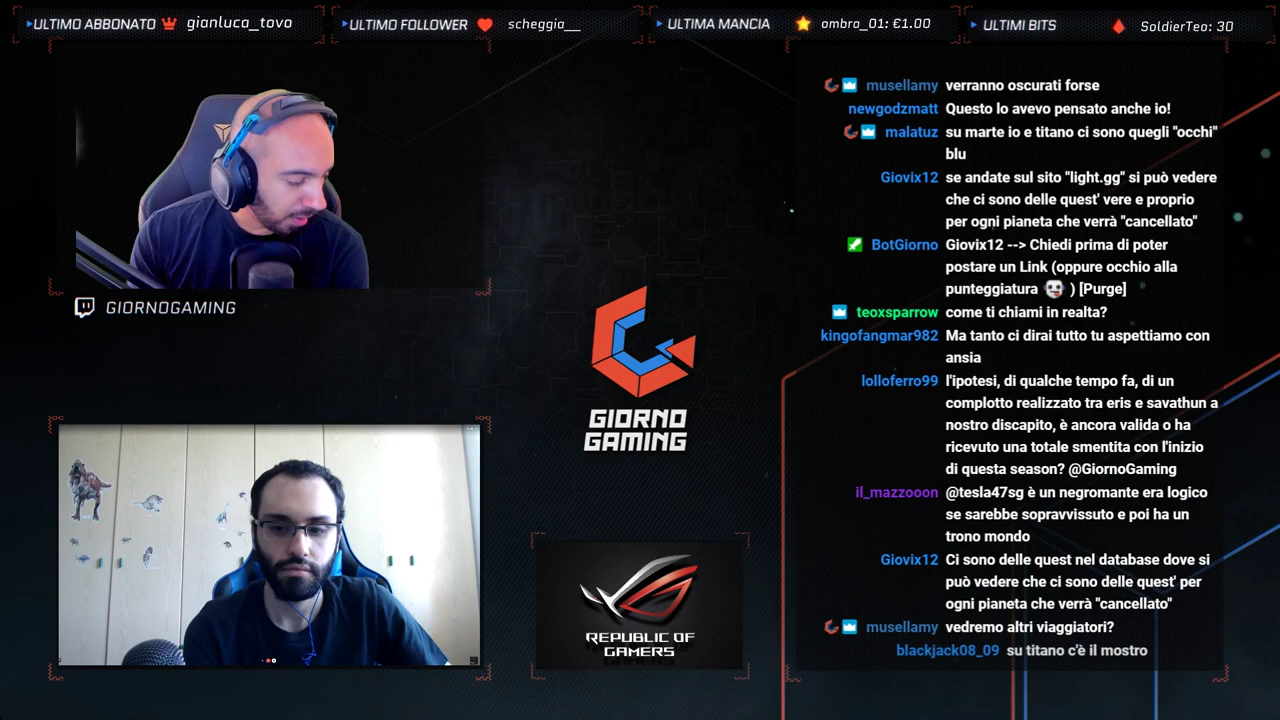 ULTIMO ABBONATO gianluca_tovo
ULTIMO FOLLOWER scheggia__
ULTIMA MANCIA ombra_01: €1.00
ULTIMI BITS SoldierTea: 30
GIORNOGAMING
GIORNO
GAMING
REPUBLIC OF
GAMERS
musellamy verranno oscurati forse
newgodzmatt Questo lo avevo pensato anche io!
malatuz su marte io e titano ci sono quegli "occhi"
blu
Giovix12 se andate sul sito "light.gg" si può vedere
che ci sono delle quest' vere e proprio
per ogni pianeta che verrà "cancellato"
BotGiorno Giovix12 --> Chiedi prima di poter
postare un Link (oppure occhio alla
punteggiatura ) [Purge]
teoxsparrow come ti chiami in realta?
kingofangmar982 Ma tanto ci dirai tutto tu aspettiamo con
ansia
lolloferro99 l'ipotesi, di qualche tempo fa, di un
complotto realizzato tra eris e savathun a
nostro discapito, è ancora valida o ha
ricevuto una totale smentita con l'inizio
di questa season? @GiornoGaming
il_mazzooon @tesla47sg è un negromante era logico
se sarebbe sopravvissuto e poi ha un
trono mondo
Giovix12 Ci sono delle quest nel database dove si
può vedere che ci sono delle quest' per
ogni pianeta che verrà "cancellato"
musellamy vedremo altri viaggiatori?
blackjack08_09 su titano c'è il mostro